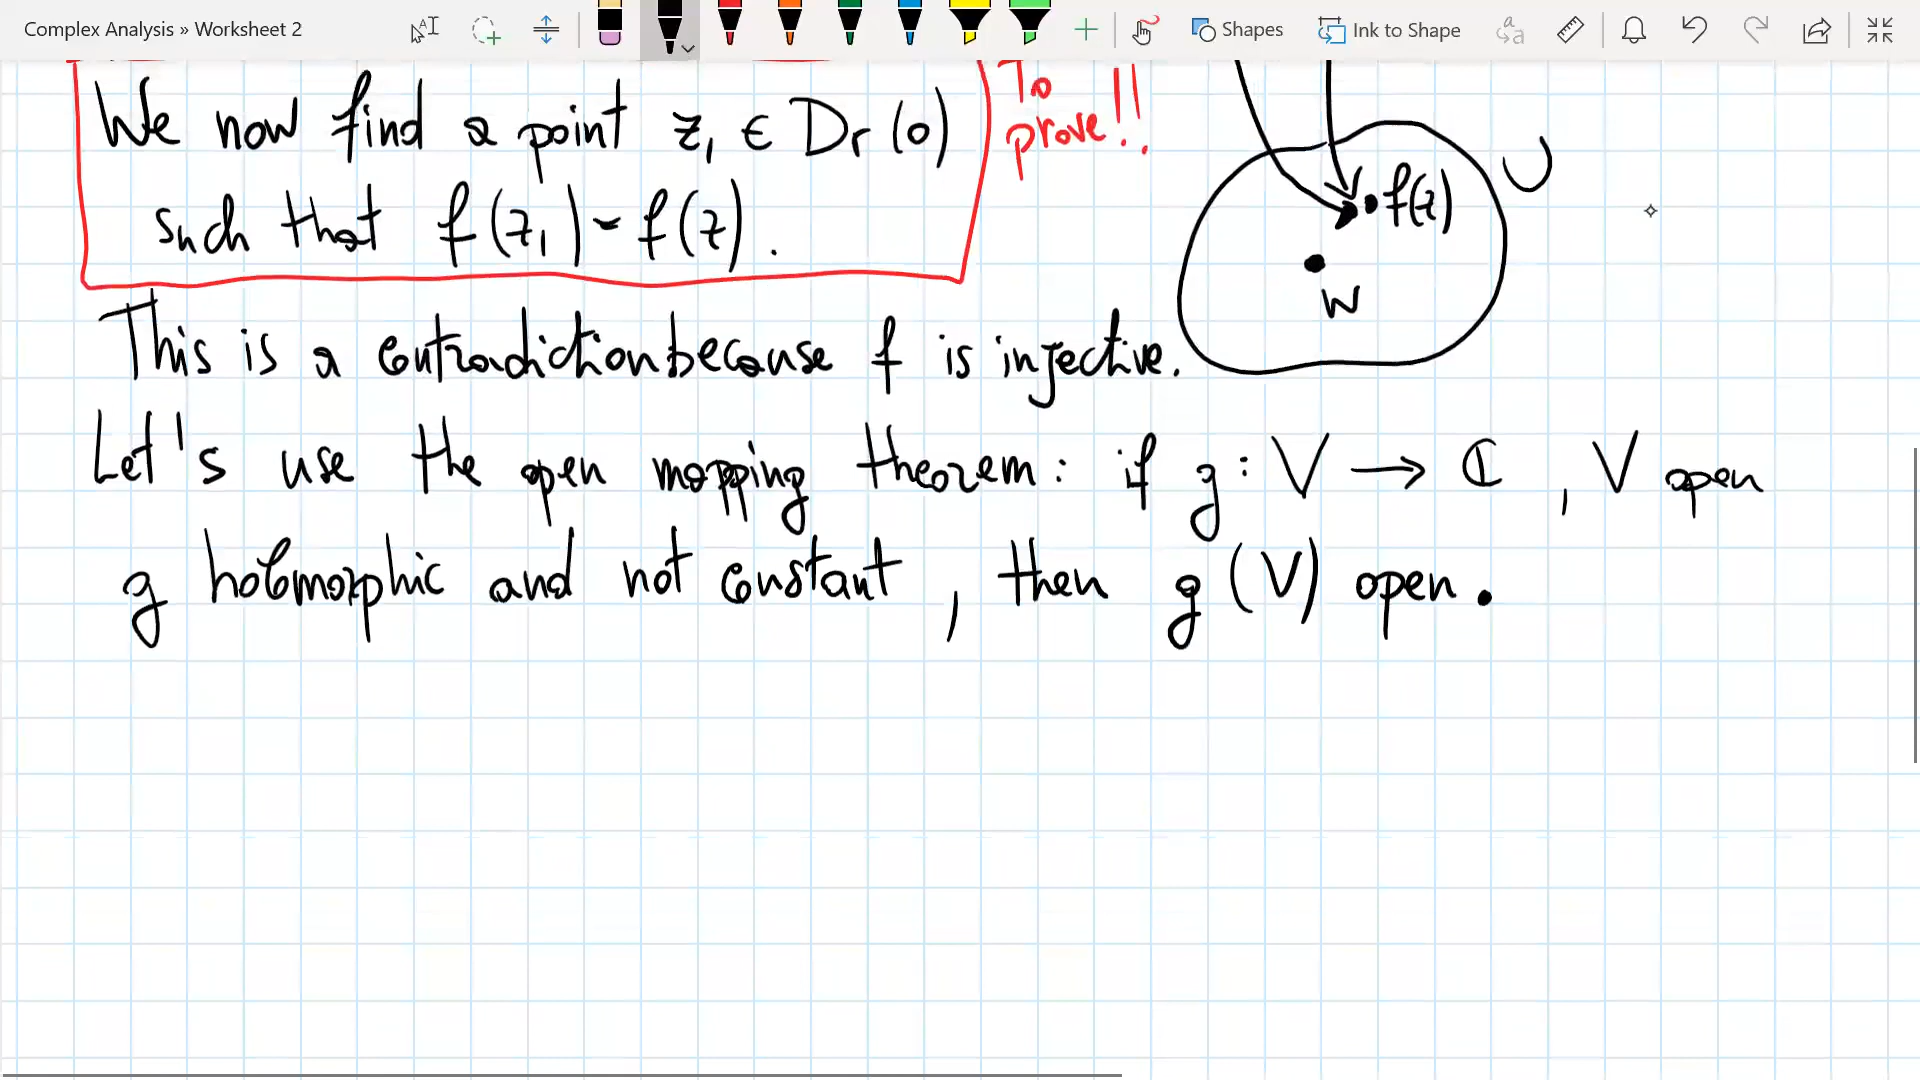 Complex Analysis » Worksheet 2
Shapes
Ink to Shape
We now find a point z₁ ∈ Dr(0)
such that f(z₁) = f(z).
To
prove!!
U
f(z)
w
This is a contradiction because f is injective.
Let's use the open mapping theorem: if g: V → ℂ, V open
g holomorphic and not constant, then g(V) open.